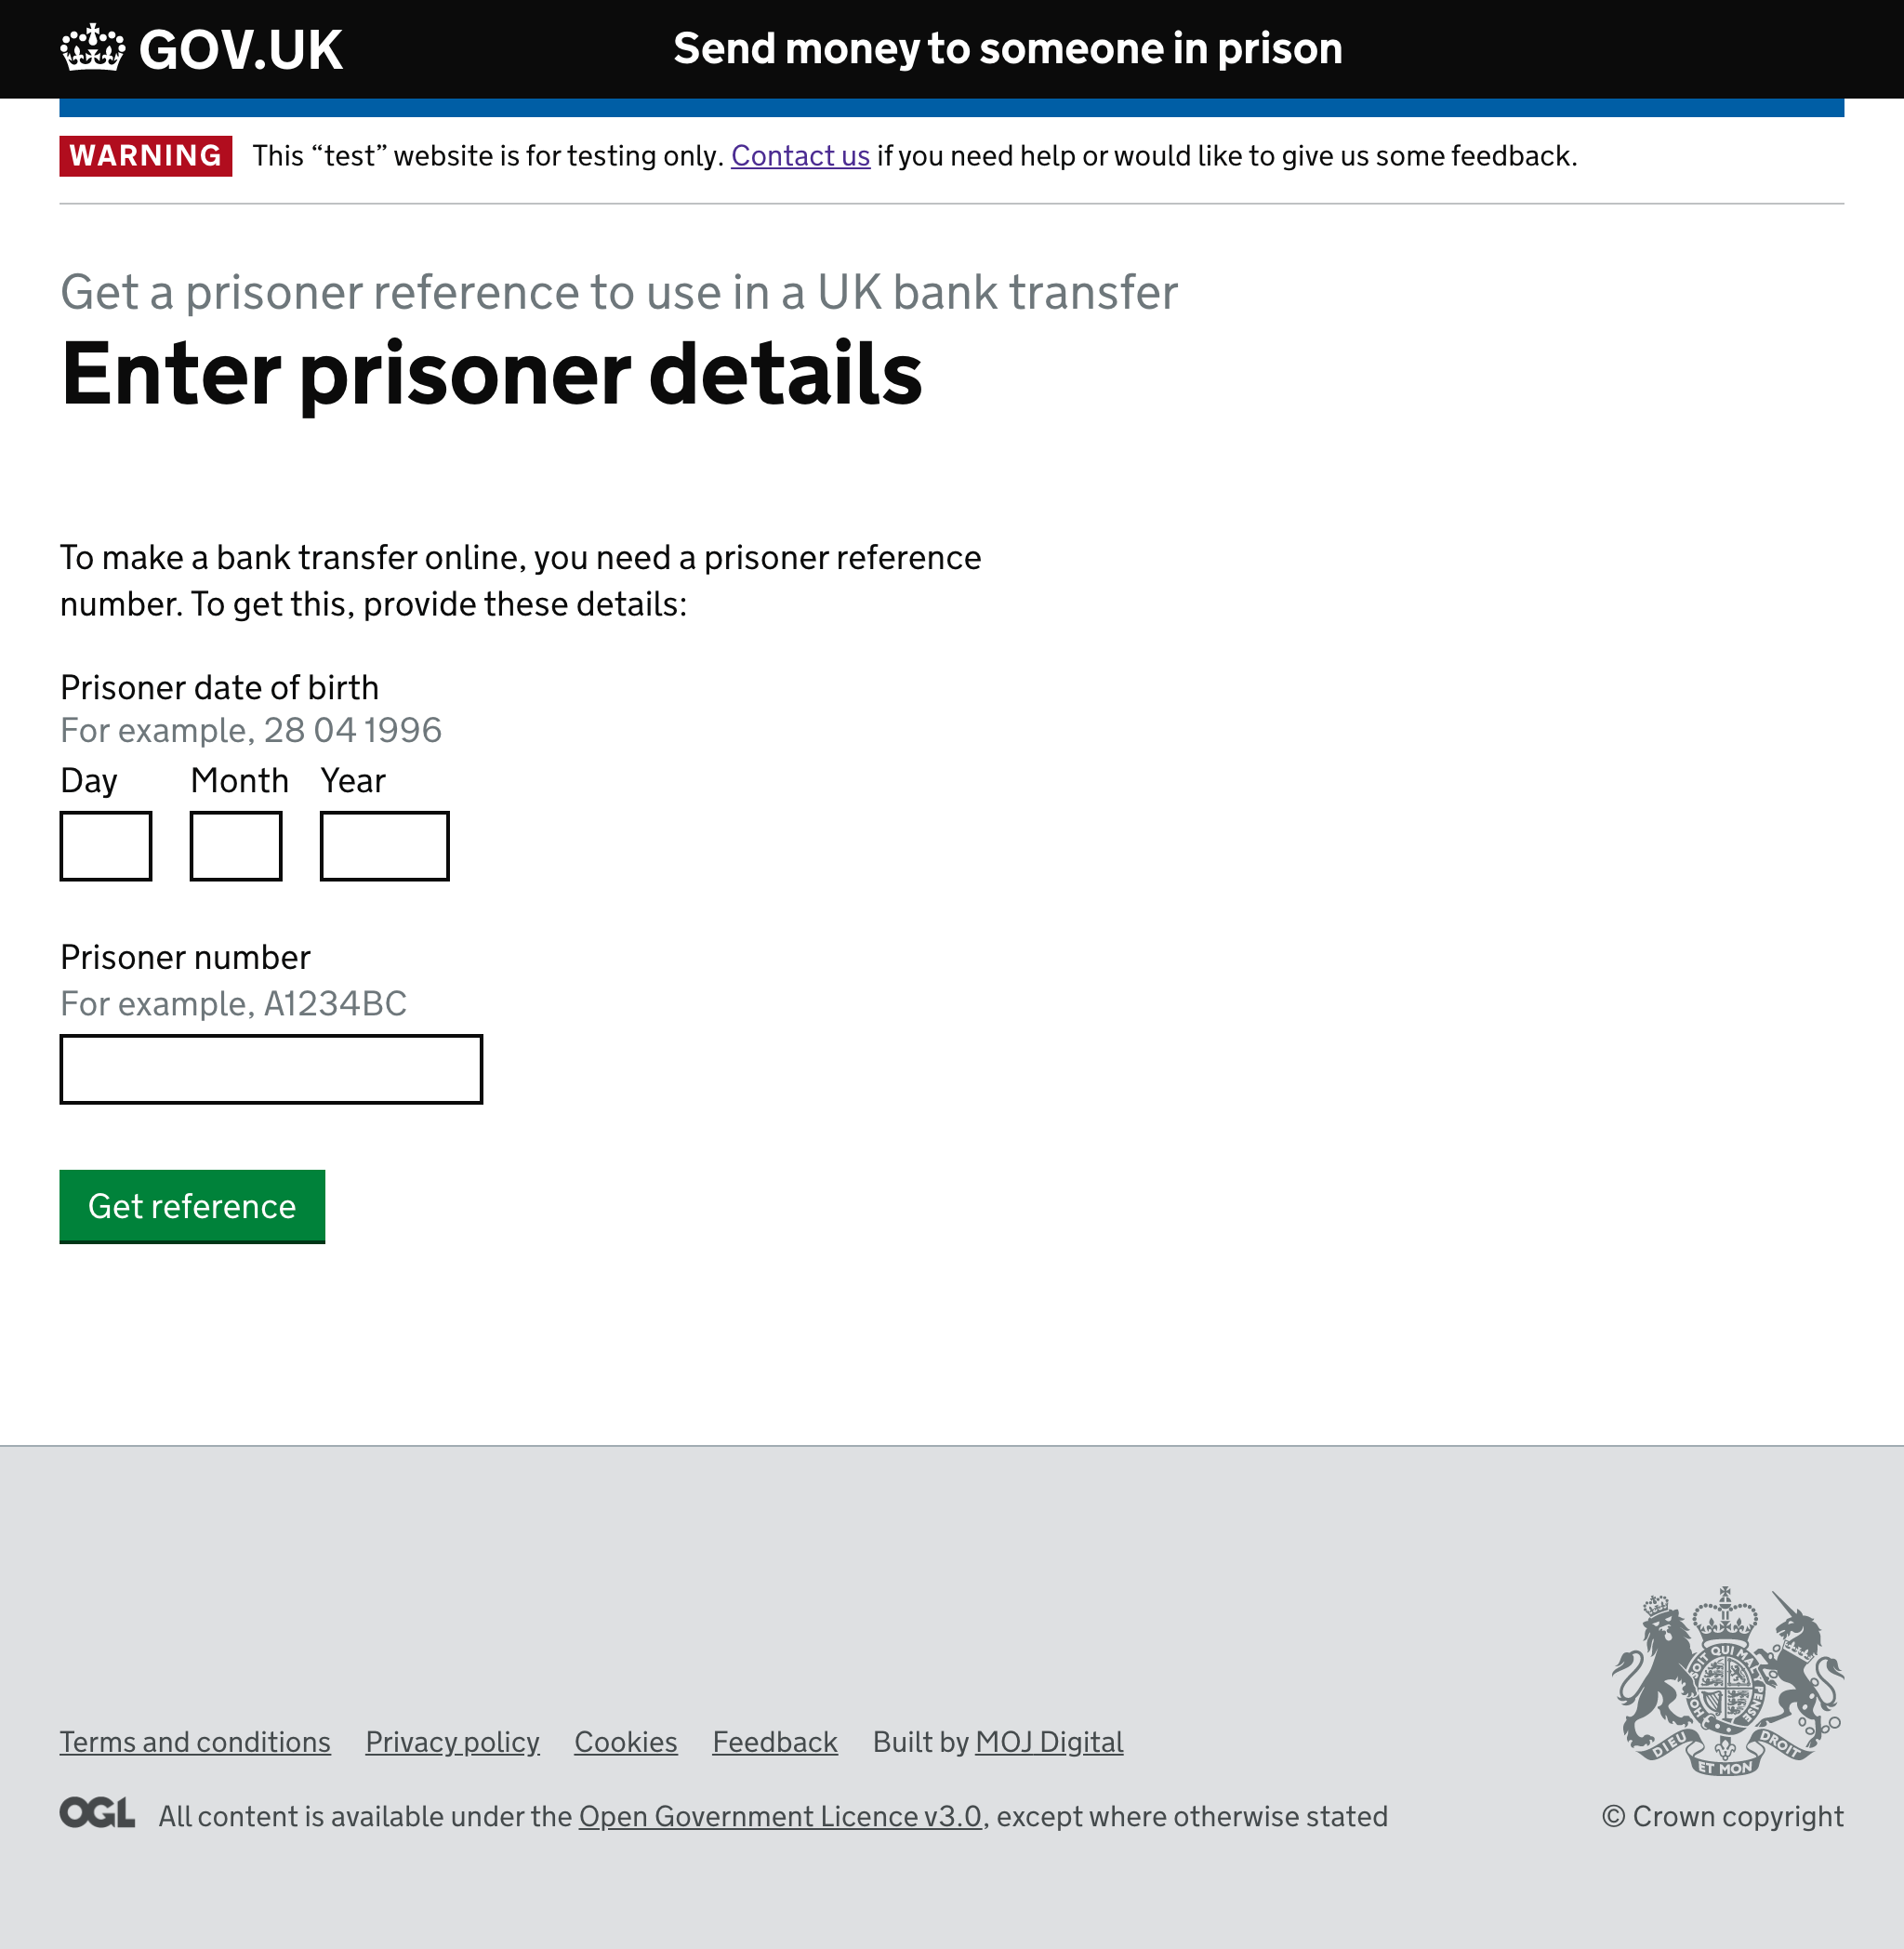 GOV.UK
Send money to someone in prison
WARNING This “test” website is for testing only. Contact us if you need help or would like to give us some feedback.
Get a prisoner reference to use in a UK bank transfer
Enter prisoner details
To make a bank transfer online, you need a prisoner reference
number. To get this, provide these details:
Prisoner date of birth
For example, 28 04 1996
Day Month Year
Prisoner number
For example, A1234BC
Get reference
SOIT QUI MAL Y PENSE
HON
DIEU ET MON DROIT
Terms and conditions Privacy policy Cookies Feedback Built by MOJ Digital
OGL All content is available under the Open Government Licence v3.0, except where otherwise stated
© Crown copyright